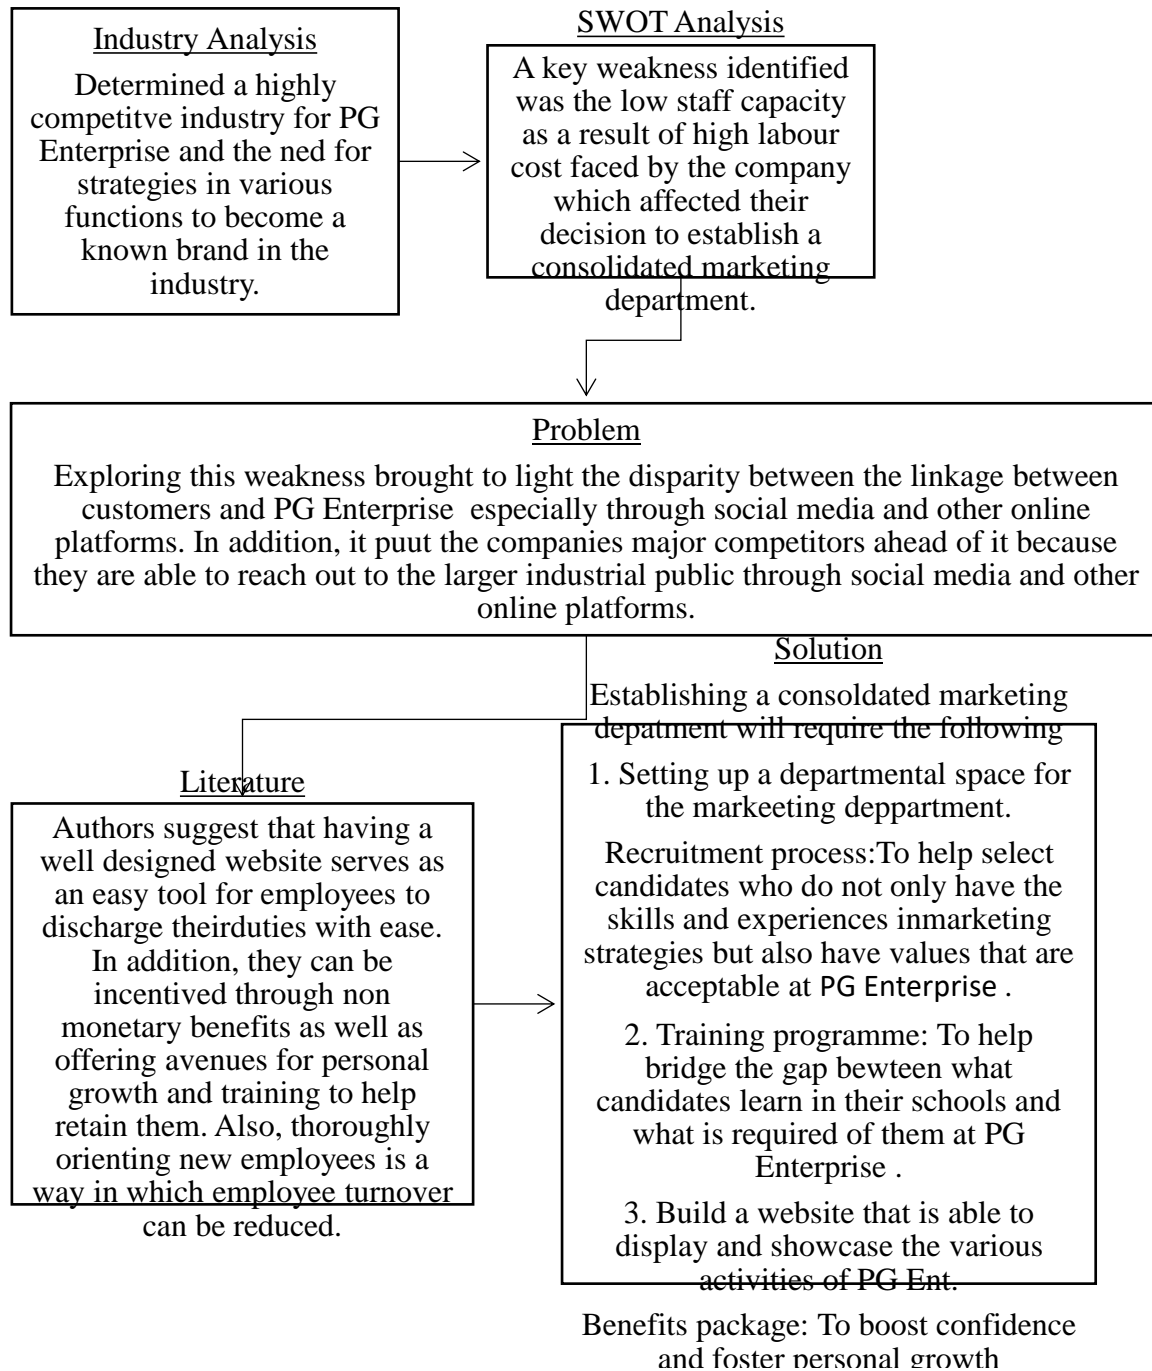 Industry Analysis
Determined a highly
competitve industry for PG
Enterprise and the ned for
strategies in various
functions to become a
known brand in the
industry.
SWOT Analysis
A key weakness identified
was the low staff capacity
as a result of high labour
cost faced by the company
which affected their
decision to establish a
consolidated marketing
department.
Problem
Exploring this weakness brought to light the disparity between the linkage between
customers and PG Enterprise especially through social media and other online
platforms. In addition, it puut the companies major competitors ahead of it because
they are able to reach out to the larger industrial public through social media and other
online platforms.
Literature
Authors suggest that having a
well designed website serves as
an easy tool for employees to
discharge theirduties with ease.
In addition, they can be
incentived through non
monetary benefits as well as
offering avenues for personal
growth and training to help
retain them. Also, thoroughly
orienting new employees is a
way in which employee turnover
can be reduced.
Solution
Establishing a consoldated marketing
depatment will require the following
1. Setting up a departmental space for
the markeeting deppartment.
Recruitment process:To help select
candidates who do not only have the
skills and experiences inmarketing
strategies but also have values that are
acceptable at PG Enterprise .
2. Training programme: To help
bridge the gap bewteen what
candidates learn in their schools and
what is required of them at PG
Enterprise .
3. Build a website that is able to
display and showcase the various
activities of PG Ent.
Benefits package: To boost confidence
and foster personal growth